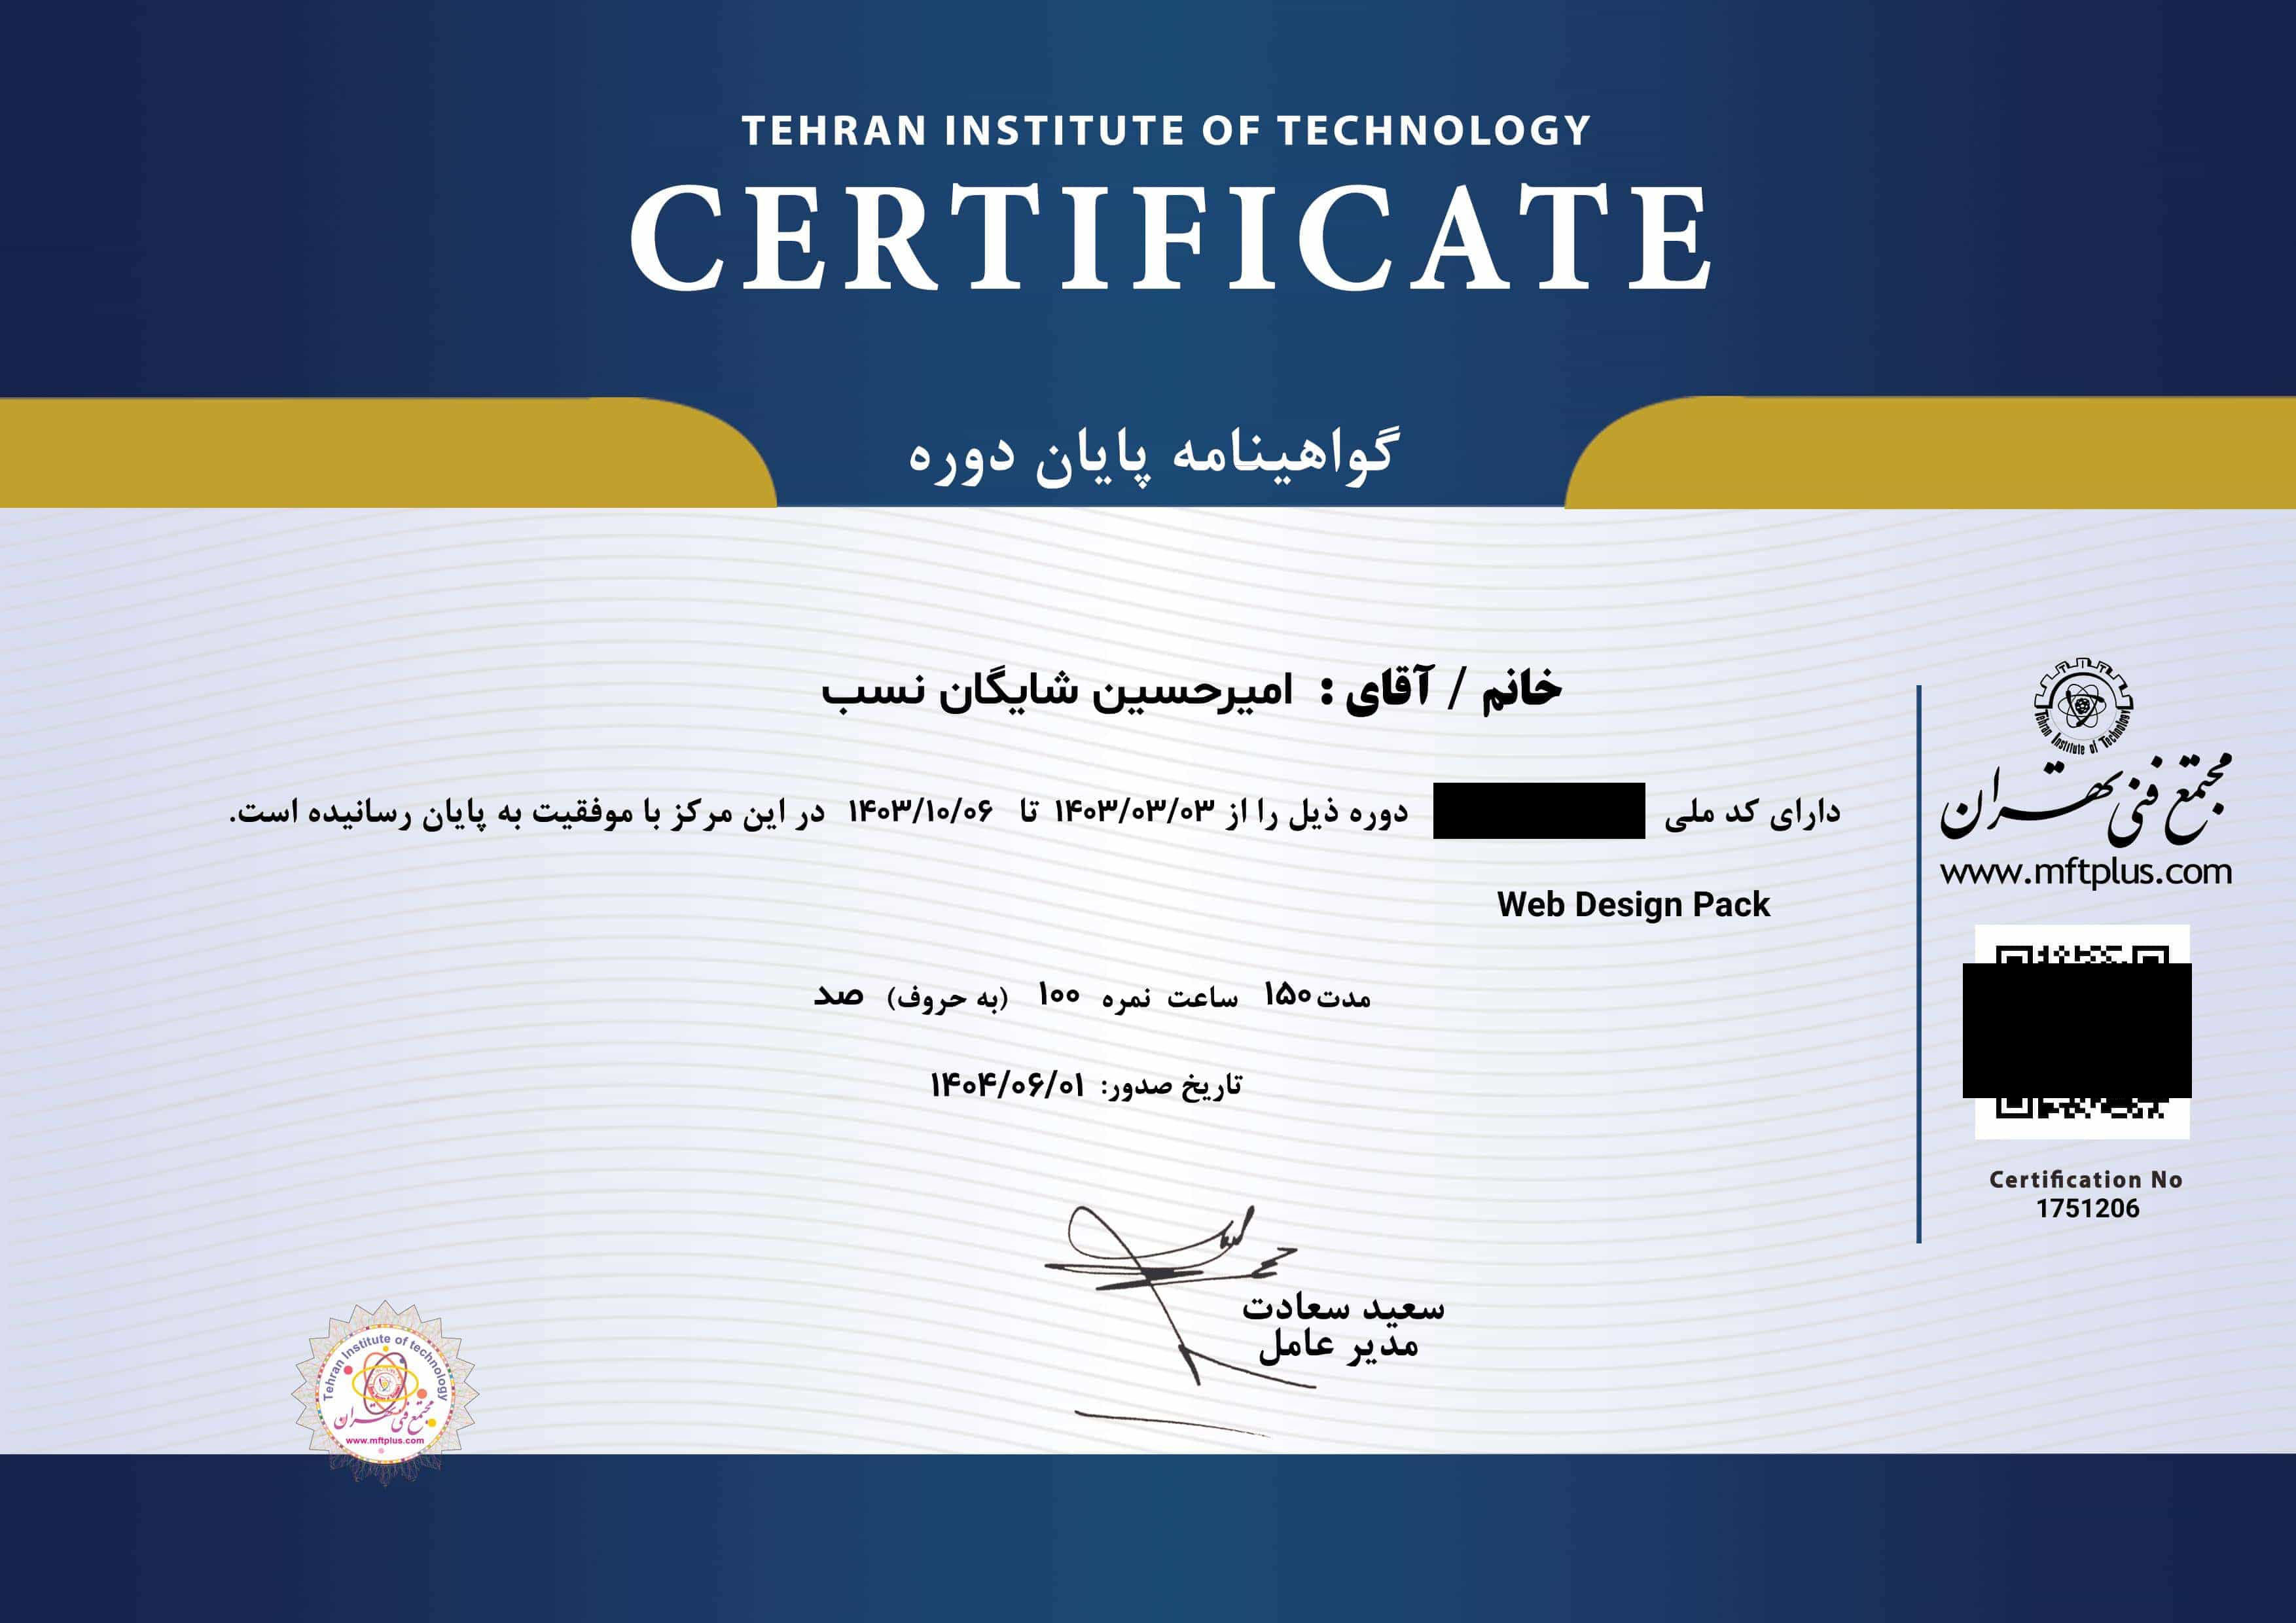 TEHRAN INSTITUTE OF TECHNOLOGY
CERTIFICATE
گواهینامه پایان دوره
خانم / آقای : امیرحسین شایگان نسب
دارای کد ملی دوره ذیل را از ۱۴۰۳/۰۳/۰۳ تا ۱۴۰۳/۱۰/۰۶ در این مرکز با موفقیت به پایان رسانیده است.
Web Design Pack
مدت ۱۵۰ ساعت نمره ۱۰۰ (به حروف) صد
تاریخ صدور: ۱۴۰۴/۰۶/۰۱
سعید سعادت
مدیر عامل
Tehran Institute of Technology
مجتمع فنی تهران
www.mftplus.com
Certification No
1751206
Tehran Institute of technology
مجتمع فنی تهران
www.mftplus.com